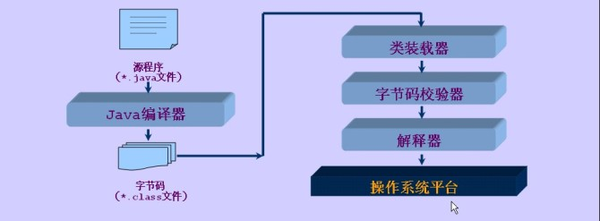 源程序
（*.java文件）
Java编译器
字节码
（*.class文件）
类装载器
字节码校验器
解释器
操作系统平台